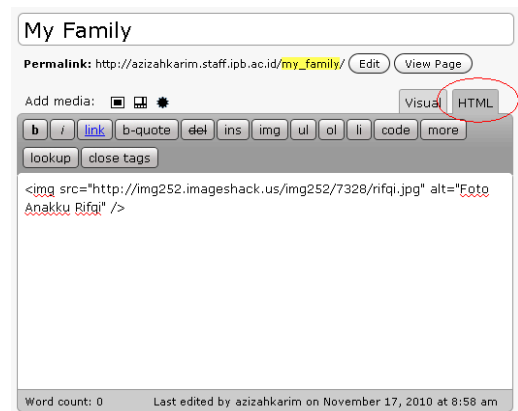 My Family
Permalink: http://azizahkarim.staff.ipb.ac.id/my_family/ Edit View Page
Add media: Visual HTML
b i link b-quote del ins img ul ol li code more
lookup close tags
<img src="http://img252.imageshack.us/img252/7328/rifqi.jpg" alt="Foto
Anakku Rifqi" />
Word count: 0 Last edited by azizahkarim on November 17, 2010 at 8:58 am